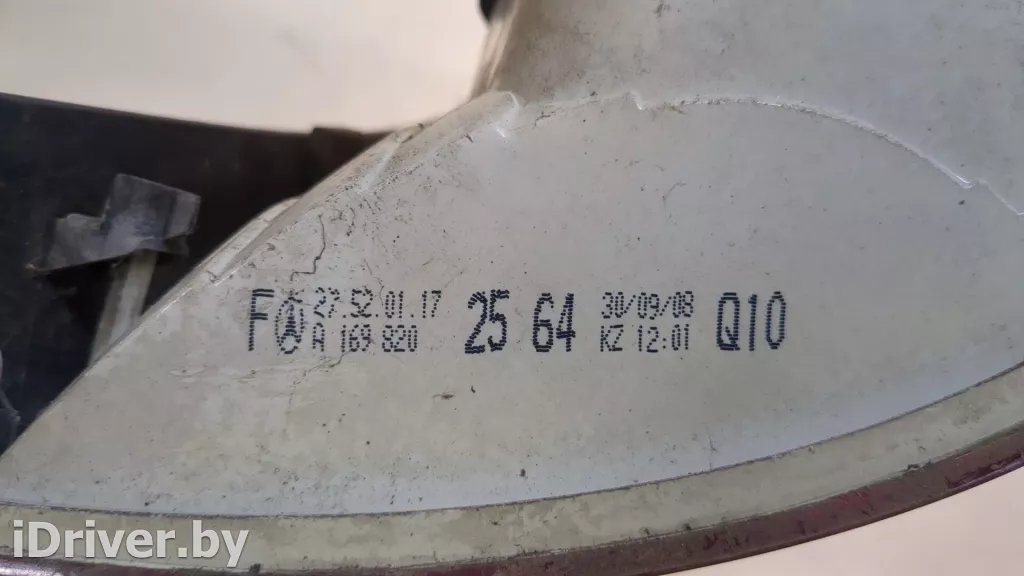 F 27.52.01.17 25 64 30/09/08 Q10
A 169 820 KZ 12:01
iDriver.by